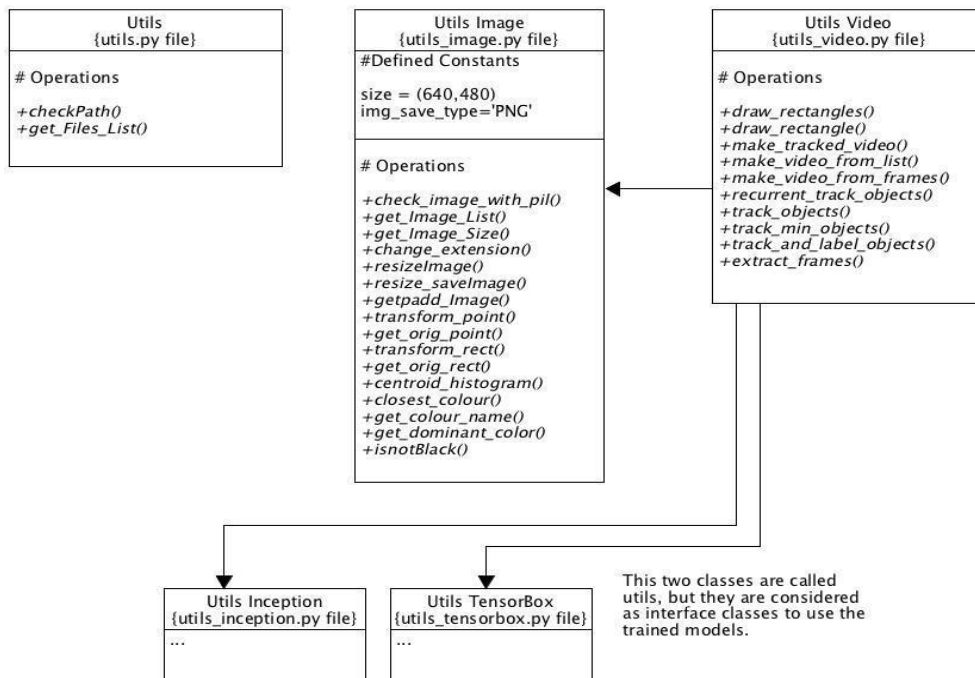 Utils
{utils.py file}
# Operations
+checkPath()
+get_Files_List()
Utils Image
{utils_image.py file}
#Defined Constants
size = (640,480)
img_save_type='PNG'
# Operations
+check_image_with_pil()
+get_Image_List()
+get_Image_Size()
+change_extension()
+resizeImage()
+resize_saveImage()
+getpadd_Image()
+transform_point()
+get_orig_point()
+transform_rect()
+get_orig_rect()
+centroid_histogram()
+closest_colour()
+get_colour_name()
+get_dominant_color()
+isnotBlack()
Utils Video
{utils_video.py file}
# Operations
+draw_rectangles()
+draw_rectangle()
+make_tracked_video()
+make_video_from_list()
+make_video_from_frames()
+recurrent_track_objects()
+track_objects()
+track_min_objects()
+track_and_label_objects()
+extract_frames()
Utils Inception
{utils_inception.py file}
...
Utils TensorBox
{utils_tensorbox.py file}
...
This two classes are called
utils, but they are considered
as interface classes to use the
trained models.